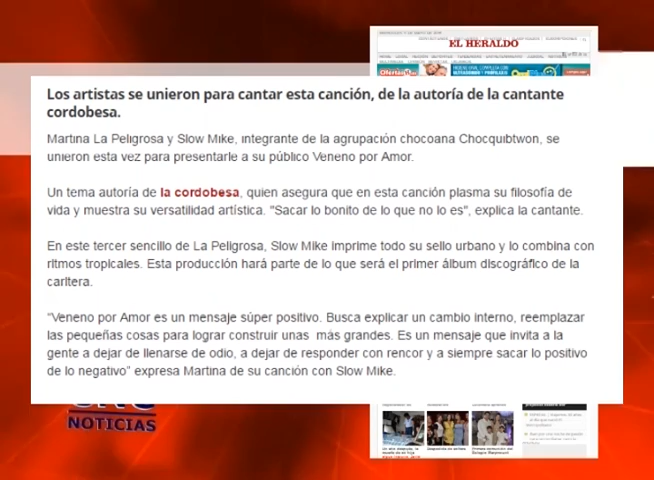 EL HERALDO
Los artistas se unieron para cantar esta canción, de la autoría de la cantante
cordobesa.
Martina La Peligrosa y Slow Mike, integrante de la agrupación chocoana Chocquibtwon, se
unieron esta vez para presentarle a su público Veneno por Amor.
Un tema autoría de la cordobesa, quien asegura que en esta canción plasma su filosofía de
vida y muestra su versatilidad artística. "Sacar lo bonito de lo que no lo es", explica la cantante.
En este tercer sencillo de La Peligrosa, Slow Mike imprime todo su sello urbano y lo combina con
ritmos tropicales. Esta producción hará parte de lo que será el primer álbum discográfico de la
caritera.
“Veneno por Amor es un mensaje súper positivo. Busca explicar un cambio interno, reemplazar
las pequeñas cosas para lograr construir unas más grandes. Es un mensaje que invita a la
gente a dejar de llenarse de odio, a dejar de responder con rencor y a siempre sacar lo positivo
de lo negativo” expresa Martina de su canción con Slow Mike.
NOTICIAS